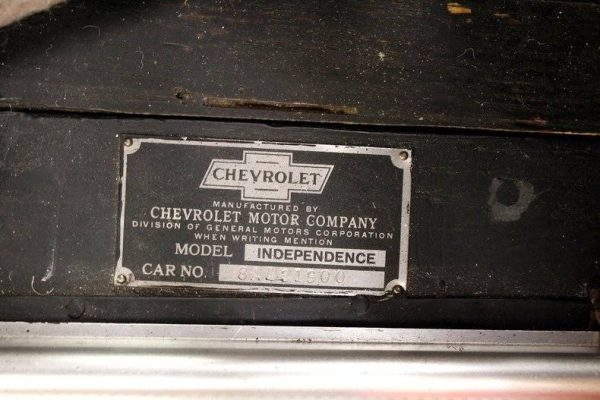 CHEVROLET
MANUFACTURED BY
CHEVROLET MOTOR COMPANY
DIVISION OF GENERAL MOTORS CORPORATION
WHEN WRITING MENTION
MODEL INDEPENDENCE
CAR NO.